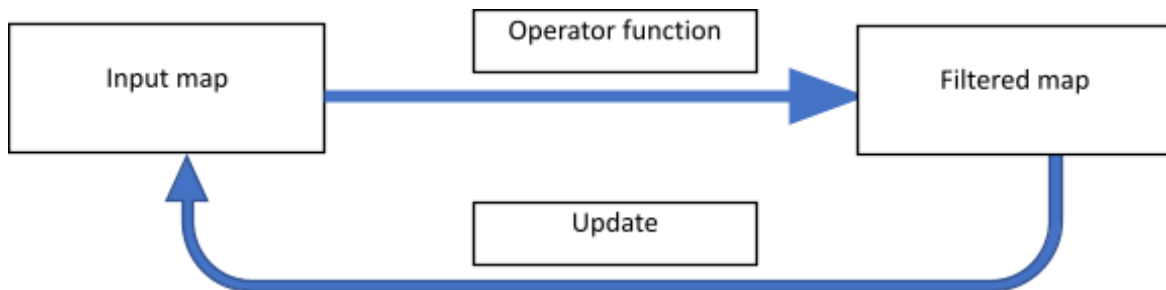 Operator function
Input map
Filtered map
Update